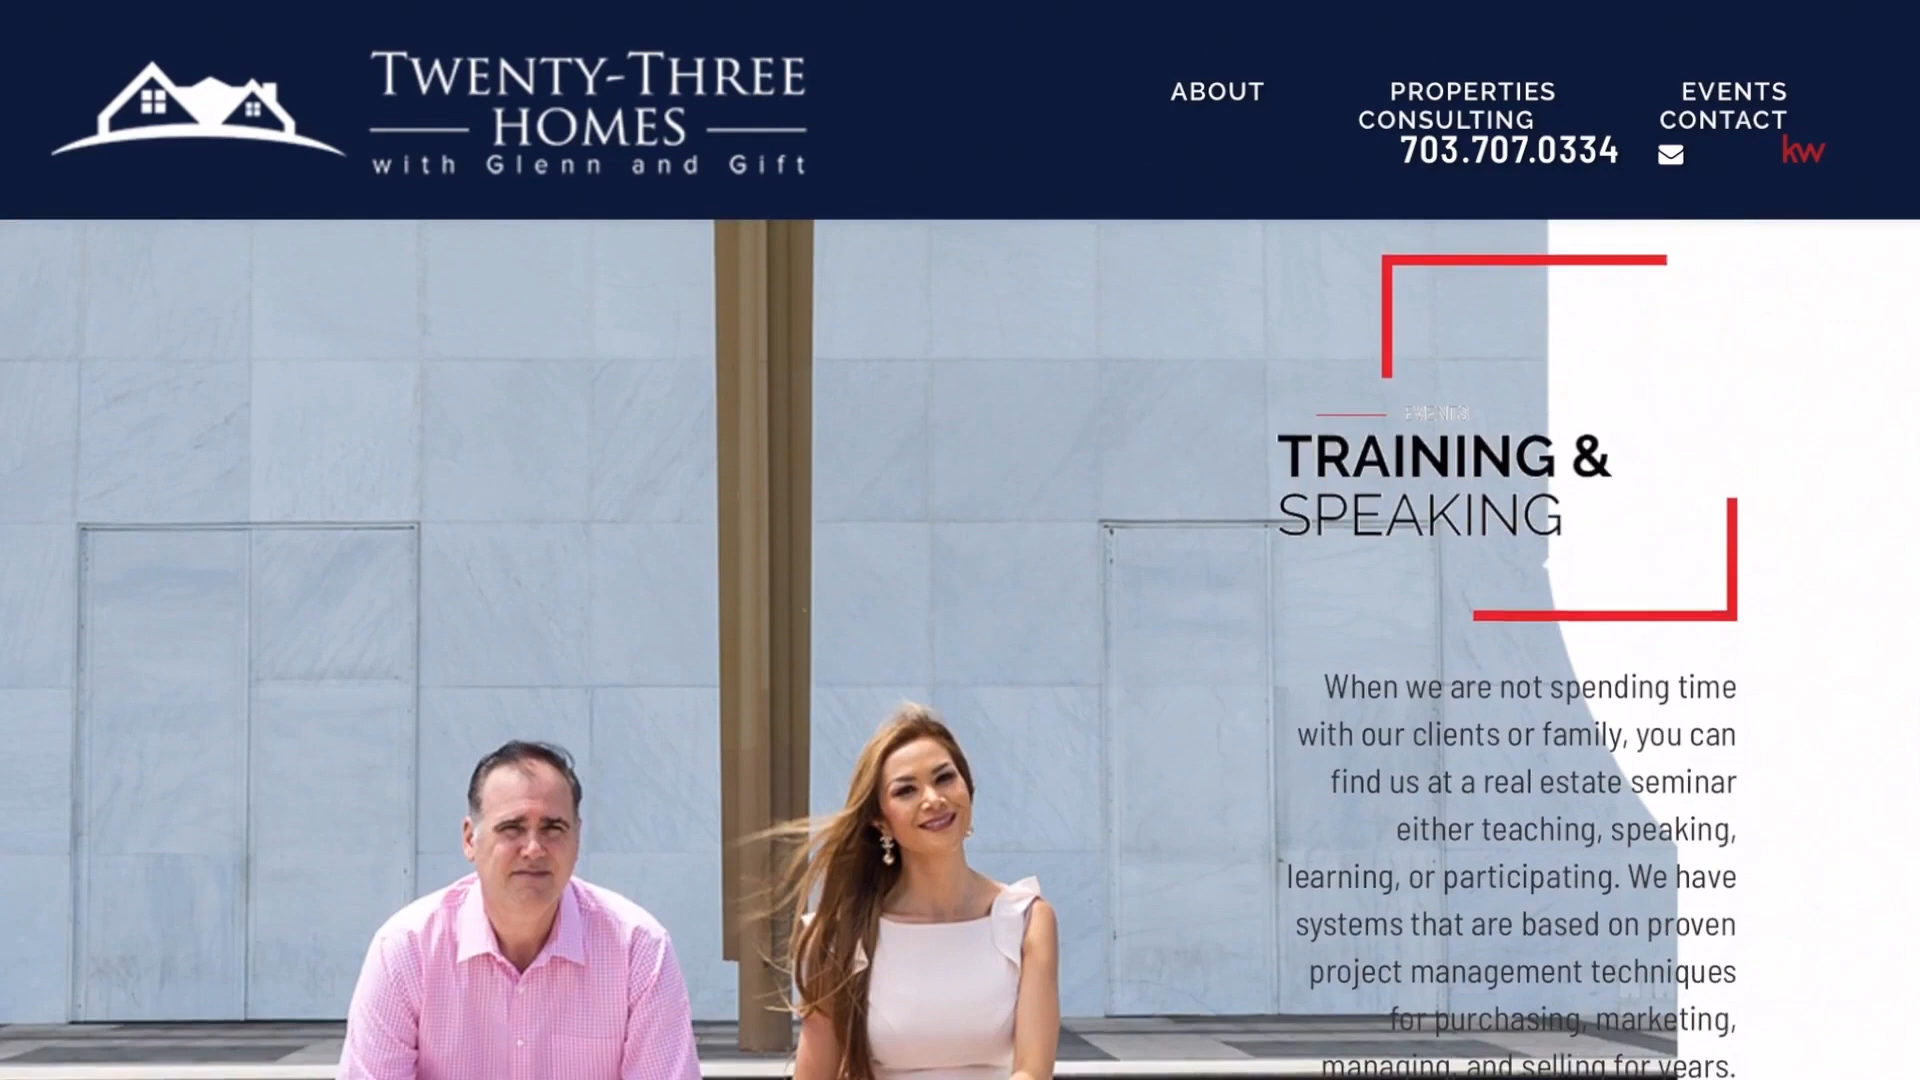 TWENTY-THREE
HOMES
with Glenn and Gift
ABOUT PROPERTIES EVENTS
CONSULTING CONTACT
703.707.0334
kw
EVENTS
TRAINING &
SPEAKING
When we are not spending time
with our clients or family, you can
find us at a real estate seminar
either teaching, speaking,
learning, or participating. We have
systems that are based on proven
project management techniques
for purchasing, marketing,
managing, and selling for years.